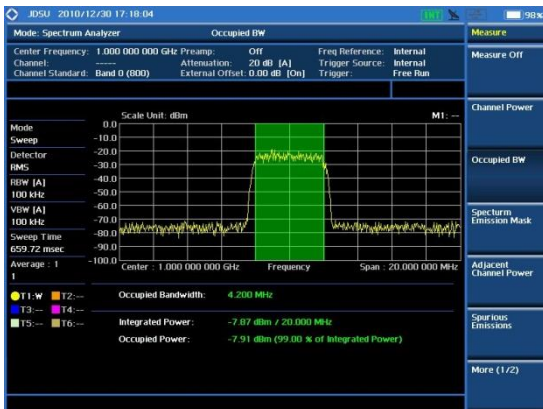 JDSU 2010/12/30 17:18:04 INT 98%
Mode: Spectrum Analyzer Occupied BW
Center Frequency: 1.000 000 000 GHz Preamp: Off Freq Reference: Internal
Channel: ----- Attenuation: 20 dB [A] Trigger Source: Internal
Channel Standard: Band 0 (800) External Offset: 0.00 dB [On] Trigger: Free Run
Scale Unit: dBm M1: --
Mode
Sweep
Detector
RMS
RBW [A]
100 kHz
VBW [A]
100 kHz
Sweep Time
659.72 msec
Average : 1
1
T1:W T2:--
T3:-- T4:--
T5:-- T6:--
0.0
-10.0
-20.0
-30.0
-40.0
-50.0
-60.0
-70.0
-80.0
-90.0
-100.0
Center : 1.000 000 000 GHz Frequency Span : 20.000 000 MHz
Occupied Bandwidth: 4.200 MHz
Integrated Power: -7.87 dBm / 20.000 MHz
Occupied Power: -7.91 dBm (99.00 % of Integrated Power)
Measure
Measure Off
Channel Power
Occupied BW
Specturm
Emission Mask
Adjacent
Channel Power
Spurious
Emissions
More (1/2)